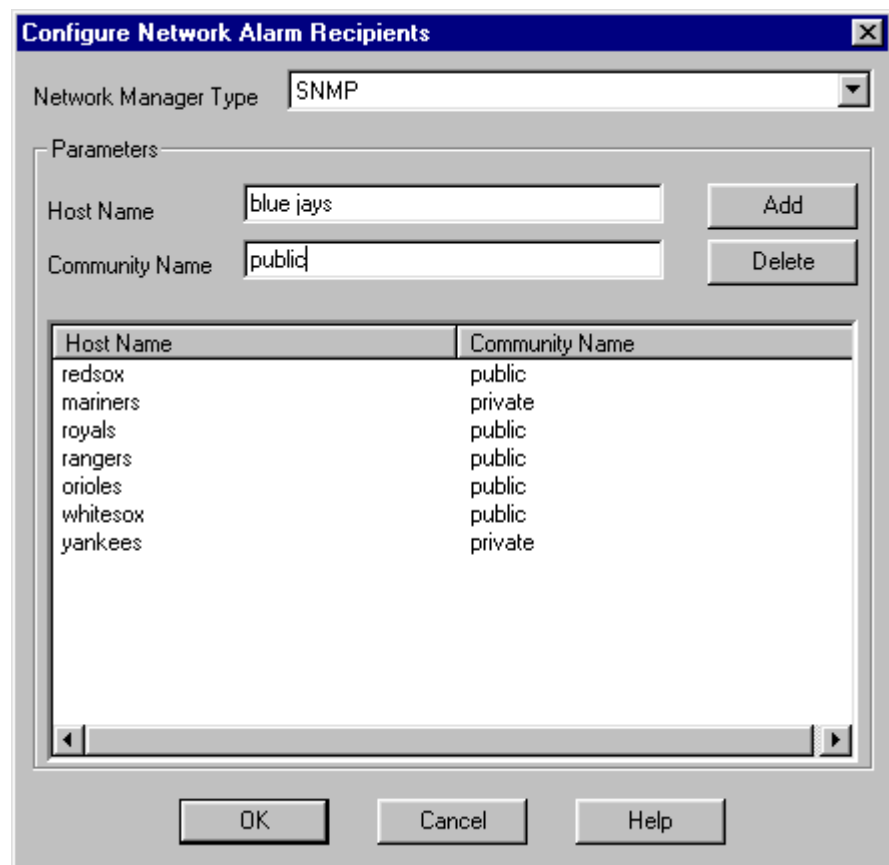 Configure Network Alarm Recipients
Network Manager Type SNMP
Parameters
Host Name blue jays Add
Community Name public Delete
Host Name Community Name
redsox public
mariners private
royals public
rangers public
orioles public
whitesox public
yankees private
OK Cancel Help